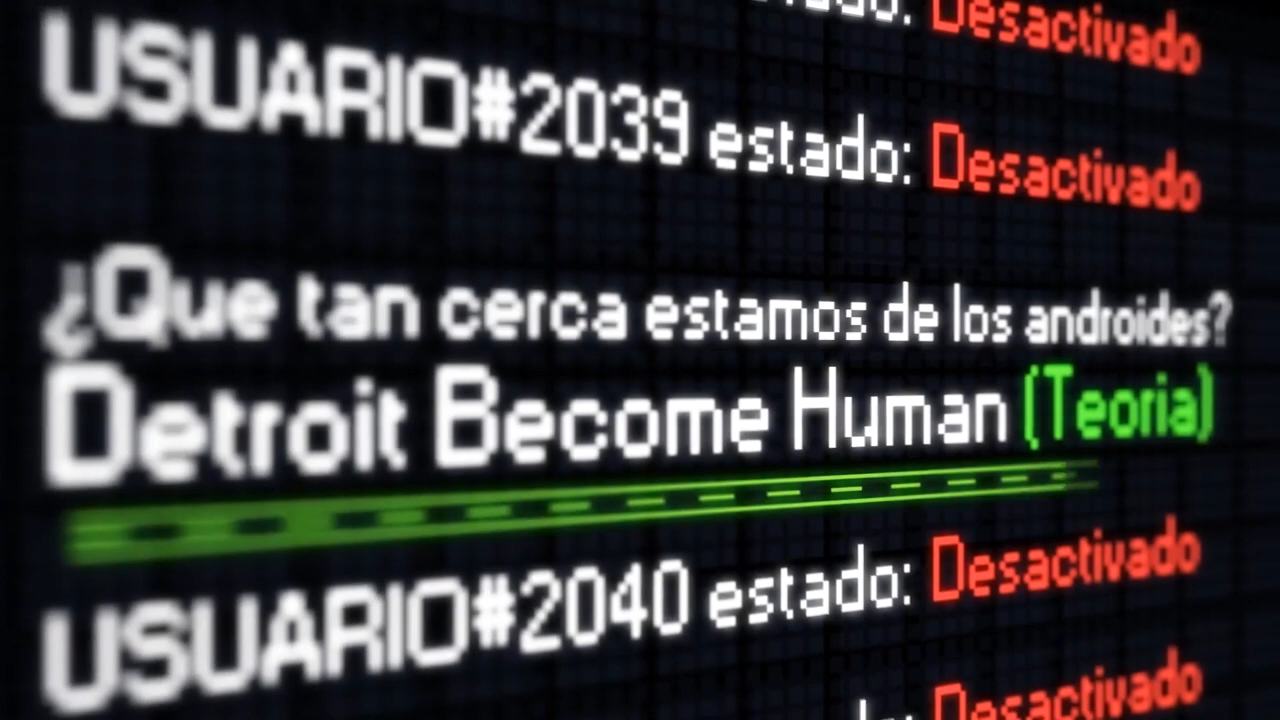 estado: Desactivado
USUARIO#2039 estado: Desactivado
¿Que tan cerca estamos de los androides?
Detroit Become Human (Teoria)
USUARIO#2040 estado: Desactivado
Desactivado